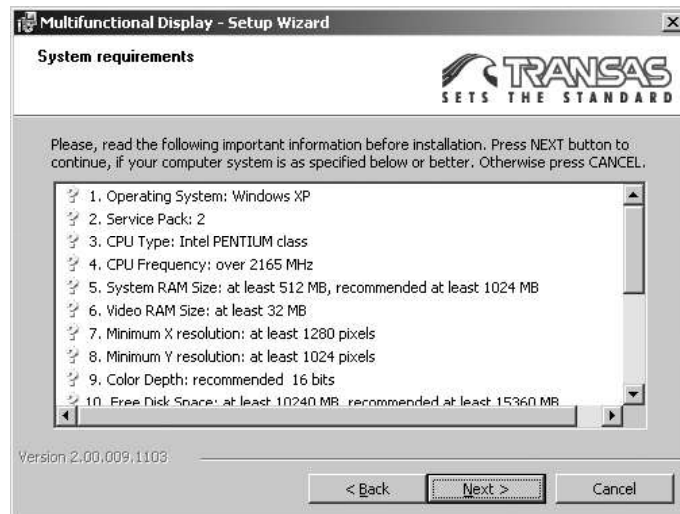 Multifunctional Display - Setup Wizard
System requirements
TRANSAS
SETS THE STANDARD
Please, read the following important information before installation. Press NEXT button to
continue, if your computer system is as specified below or better. Otherwise press CANCEL.
1. Operating System: Windows XP
2. Service Pack: 2
3. CPU Type: Intel PENTIUM class
4. CPU Frequency: over 2165 MHz
5. System RAM Size: at least 512 MB, recommended at least 1024 MB
6. Video RAM Size: at least 32 MB
7. Minimum X resolution: at least 1280 pixels
8. Minimum Y resolution: at least 1024 pixels
9. Color Depth: recommended 16 bits
10. Free Disk Space: at least 10240 MB, recommended at least 15360 MB
Version 2.00.009.1103
< Back
Next >
Cancel